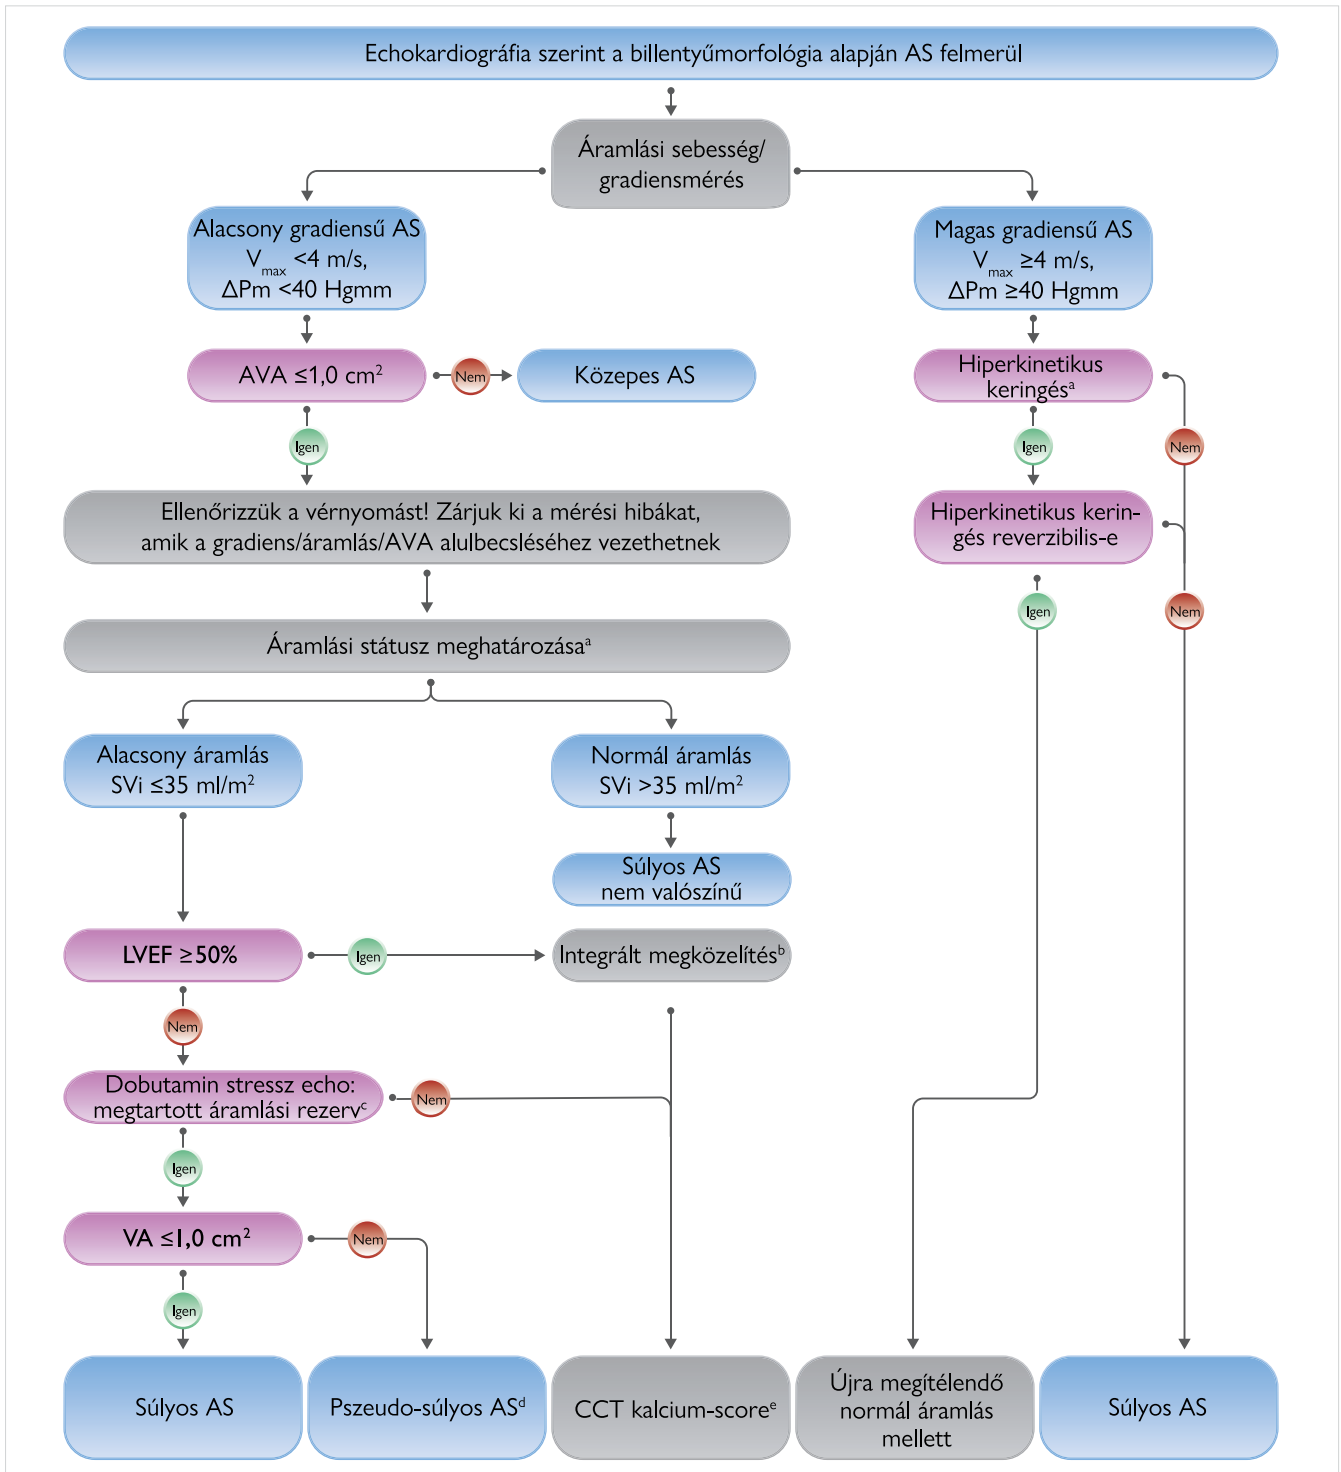 Echokardiográfia szerint a billentyűmorfológia alapján AS felmerül
Áramlási sebesség/
gradiensmérés
Alacsony gradiensű AS
Vmax <4 m/s,
ΔPm <40 Hgmm
Magas gradiensű AS
Vmax ≥4 m/s,
ΔPm ≥40 Hgmm
AVA ≤1,0 cm²
Nem
Közepes AS
Hiperkinetikus
keringésᵃ
Igen
Igen
Nem
Ellenőrizzük a vérnyomást! Zárjuk ki a mérési hibákat,
amik a gradiens/áramlás/AVA alulbecsléséhez vezethetnek
Hiperkinetikus kerin-
gés reverzibilis-e
Igen
Nem
Áramlási státusz meghatározásaᵃ
Alacsony áramlás
SVi ≤35 ml/m²
Normál áramlás
SVi >35 ml/m²
Súlyos AS
nem valószínű
LVEF ≥50%
Igen
Integrált megközelítésᵇ
Nem
Dobutamin stressz echo:
megtartott áramlási rezervᶜ
Nem
Igen
VA ≤1,0 cm²
Nem
Igen
Súlyos AS
Pszeudo-súlyos ASᵈ
CCT kalcium-scoreᵉ
Újra megítélendő
normál áramlás
mellett
Súlyos AS